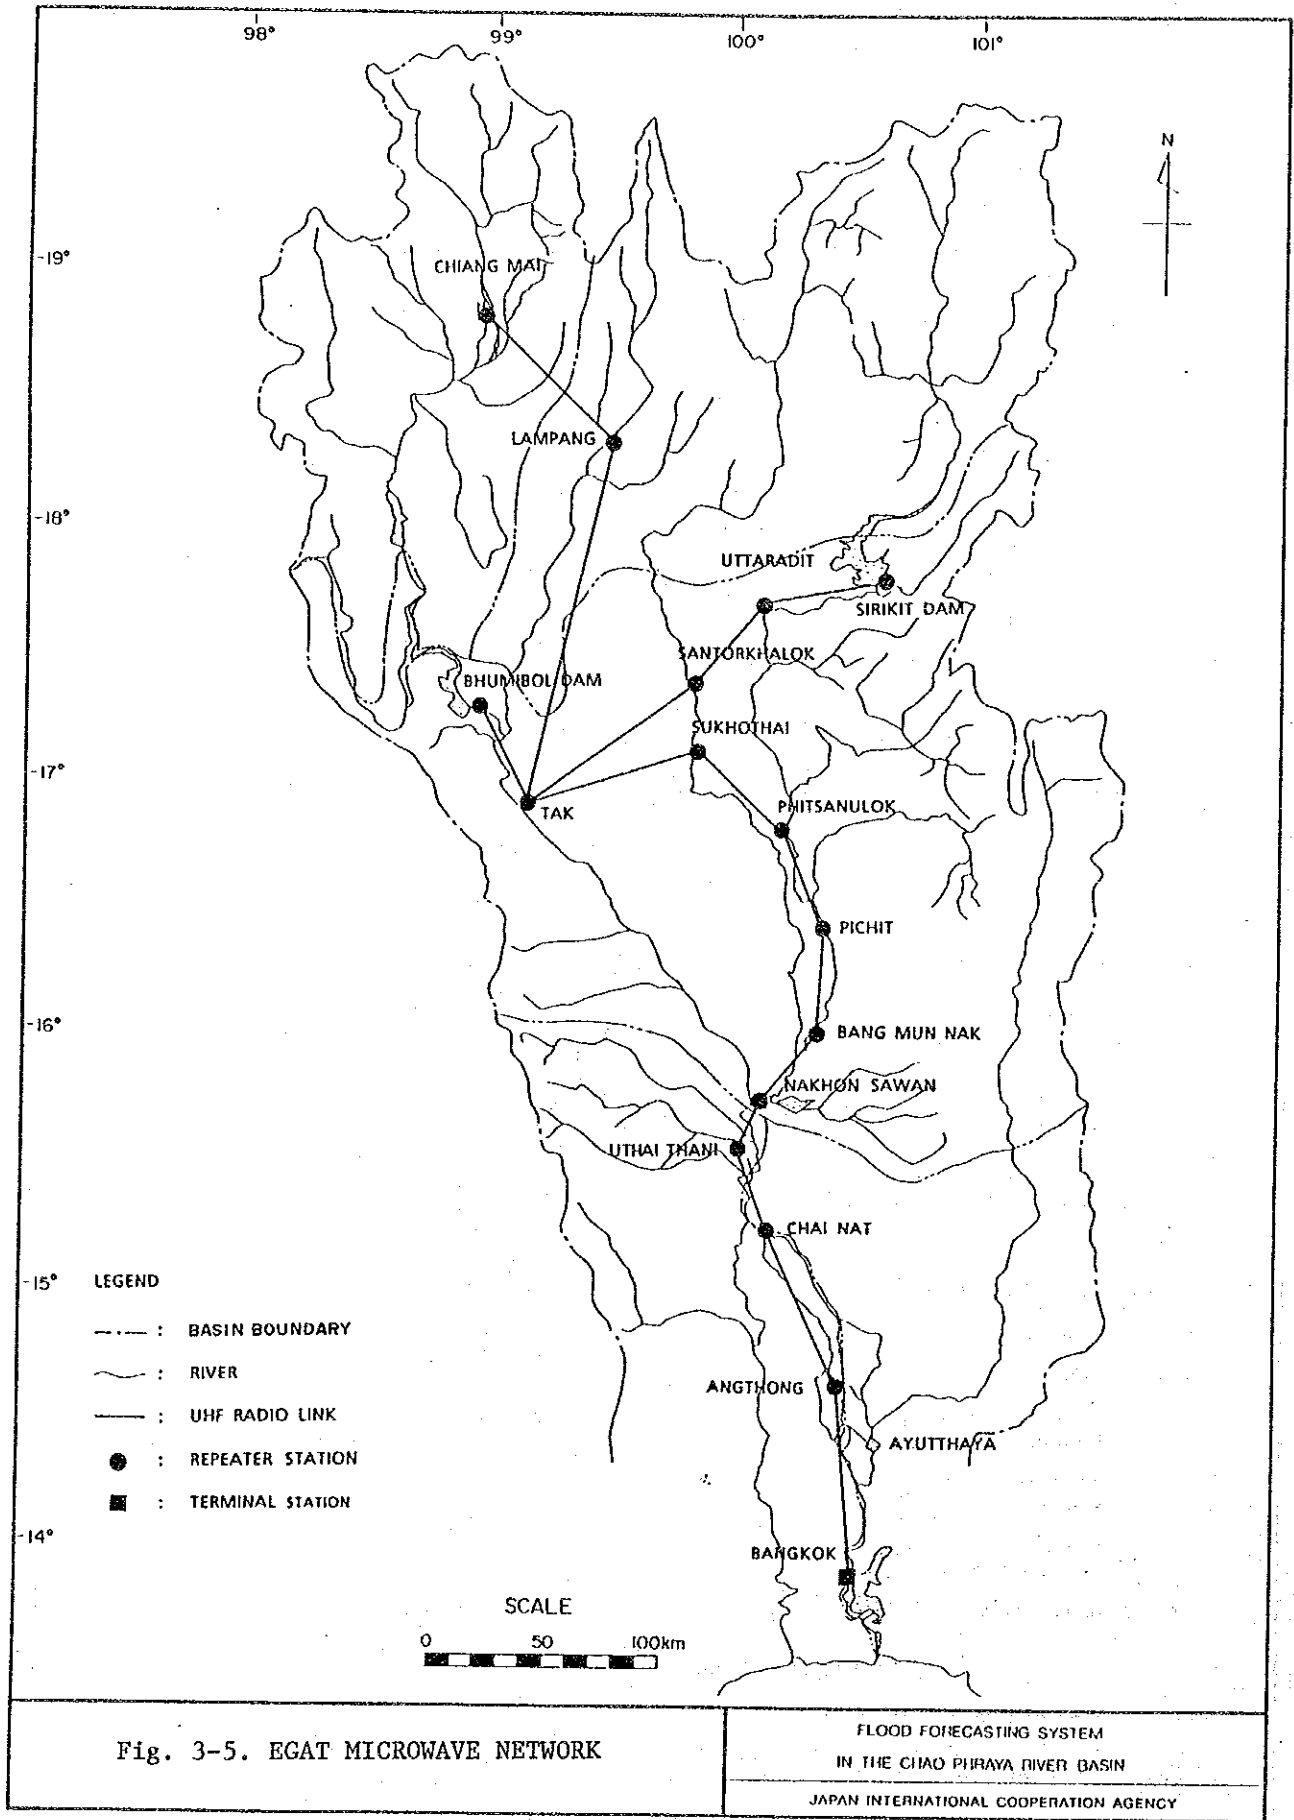 98° 99° 100° 101°
N
-19°
CHIANG MAI
LAMPANG
-18°
UTTARADIT
SIRIKIT DAM
SANTORKHALOK
BHUMIBOL DAM
SUKHOTHAI
-17°
TAK
PHITSANULOK
PICHIT
-16°
BANG MUN NAK
NAKHON SAWAN
UTHAI THANI
CHAI NAT
-15°
LEGEND
: BASIN BOUNDARY
: RIVER
: UHF RADIO LINK
: REPEATER STATION
: TERMINAL STATION
ANGTHONG
AYUTTHAYA
-14°
BANGKOK
SCALE
0 50 100km
Fig. 3-5. EGAT MICROWAVE NETWORK
FLOOD FORECASTING SYSTEM
IN THE CHAO PHRAYA RIVER BASIN
JAPAN INTERNATIONAL COOPERATION AGENCY